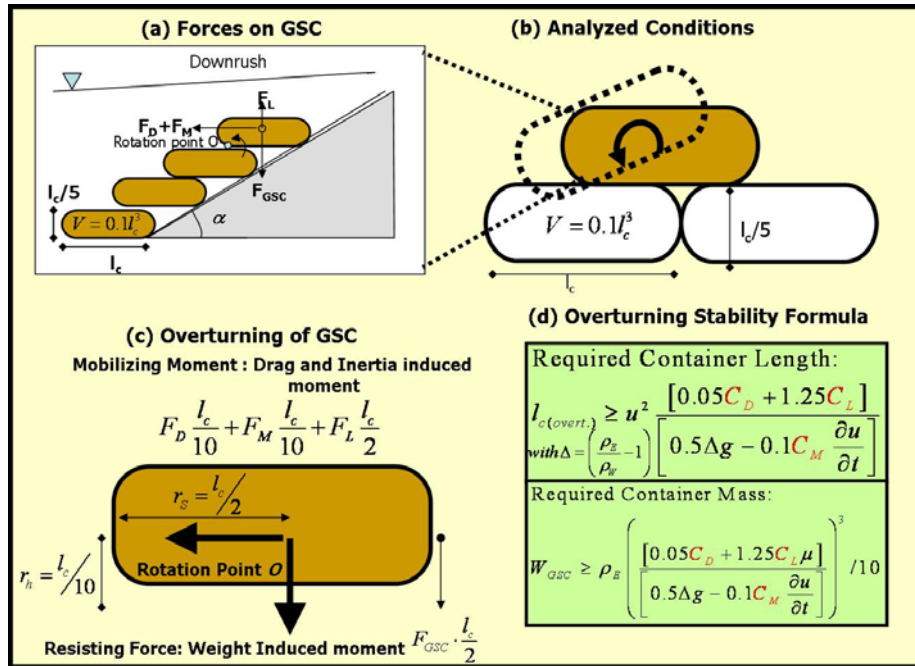 (a) Forces on GSC
Downrush
F_L
F_D+F_M
Rotation point O
F_GSC
l_c/5
V = 0.1l_c^3
α
l_c
(b) Analyzed Conditions
V = 0.1l_c^3
l_c/5
l_c
(c) Overturning of GSC
Mobilizing Moment : Drag and Inertia induced
moment
F_D l_c/10 + F_M l_c/10 + F_L l_c/2
r_S = l_c/2
r_h = l_c/10
Rotation Point O
Resisting Force: Weight Induced moment F_GSC · l_c/2
(d) Overturning Stability Formula
Required Container Length:
l_c(overt.) ≥ u² [0.05C_D + 1.25C_L] / [0.5Δg − 0.1C_M ∂u/∂t]
with Δ = (ρ_E/ρ_W − 1)
Required Container Mass:
W_GSC ≥ ρ_E ([0.05C_D + 1.25C_L μ] / [0.5Δg − 0.1C_M ∂u/∂t])³ /10